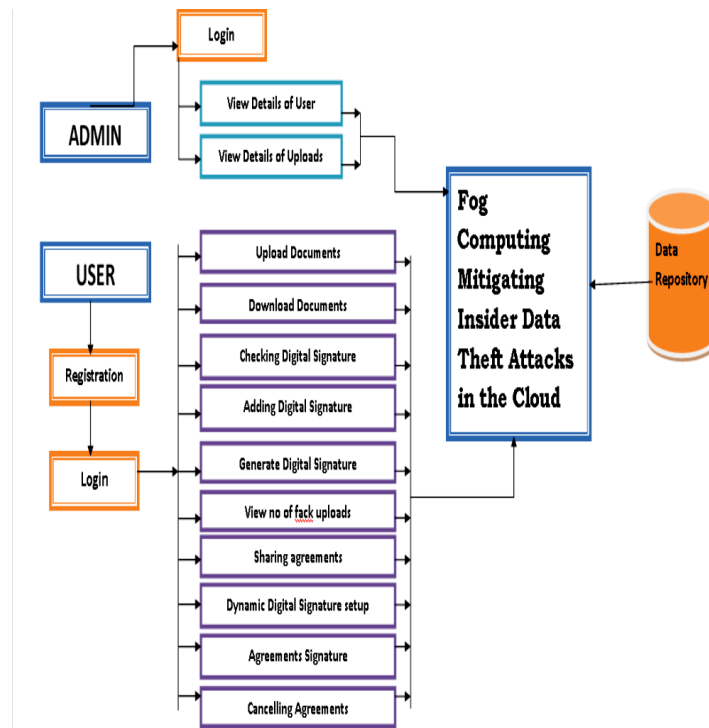 Login
View Details of User
ADMIN
View Details of Uploads
Fog
Computing
Mitigating
Insider Data
Theft Attacks
in the Cloud
Data
Repository
USER
Registration
Login
Upload Documents
Download Documents
Checking Digital Signature
Adding Digital Signature
Generate Digital Signature
View no of fack uploads
Sharing agreements
Dynamic Digital Signature setup
Agreements Signature
Cancelling Agreements